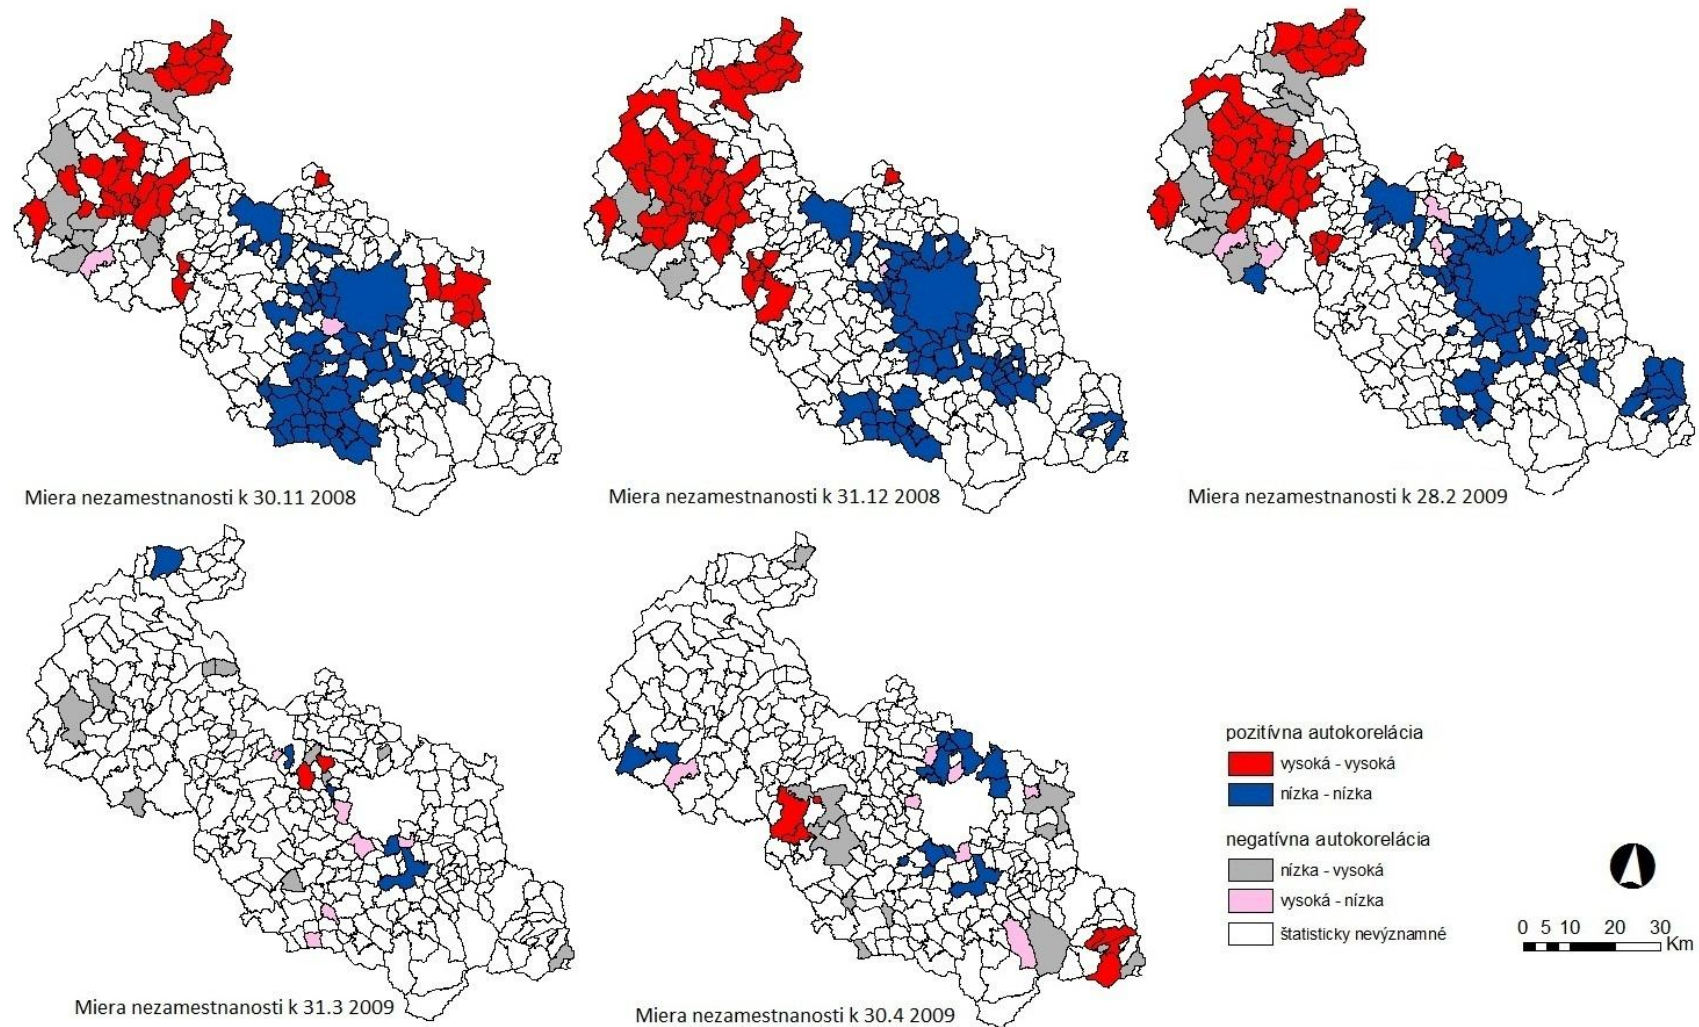 Miera nezamestnanosti k 30.11 2008
Miera nezamestnanosti k 31.12 2008
Miera nezamestnanosti k 28.2 2009
Miera nezamestnanosti k 31.3 2009
Miera nezamestnanosti k 30.4 2009
pozitívna autokorelácia
vysoká - vysoká
nízka - nízka
negatívna autokorelácia
nízka - vysoká
vysoká - nízka
štatisticky nevýznamné
0 5 10 20 30
Km